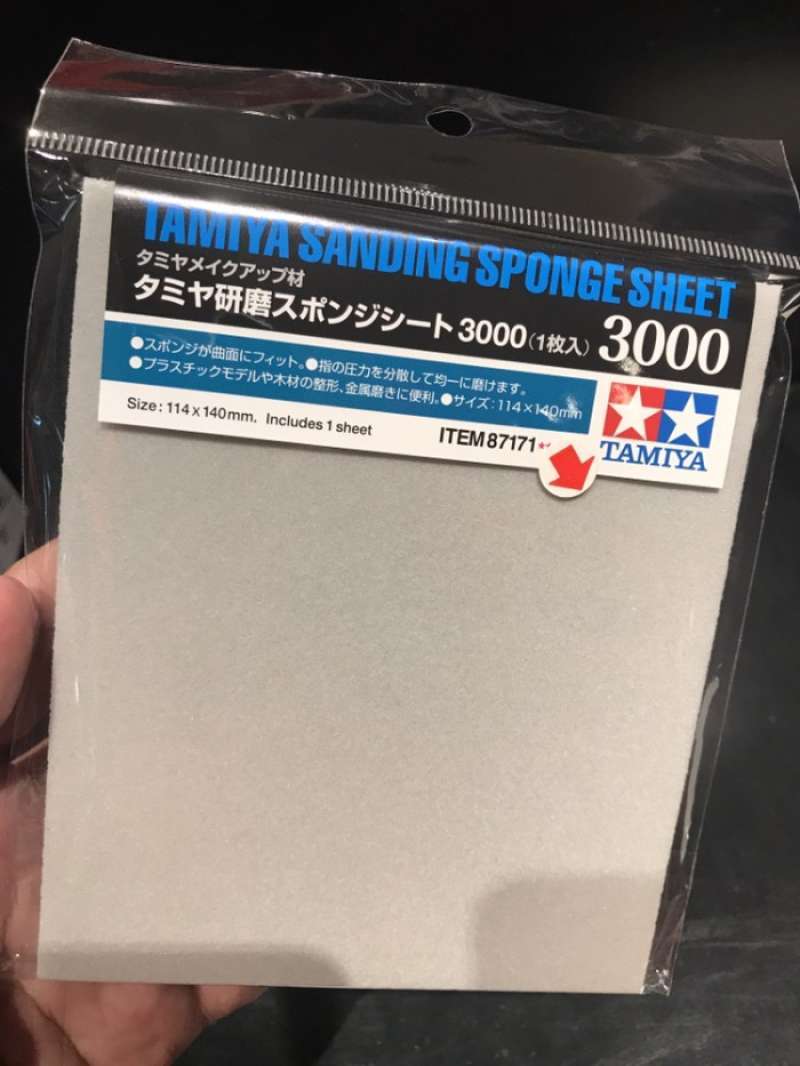 TAMIYA SANDING SPONGE SHEET
タミヤメイクアップ材
タミヤ研磨スポンジシート 3000（1枚入） 3000
●スポンジが曲面にフィット。●指の圧力を分散して均一に磨けます。
●プラスチックモデルや木材の整形、金属磨きに便利。●サイズ：114×140mm
Size: 114 x 140mm, Includes 1 sheet
ITEM 87171
TAMIYA